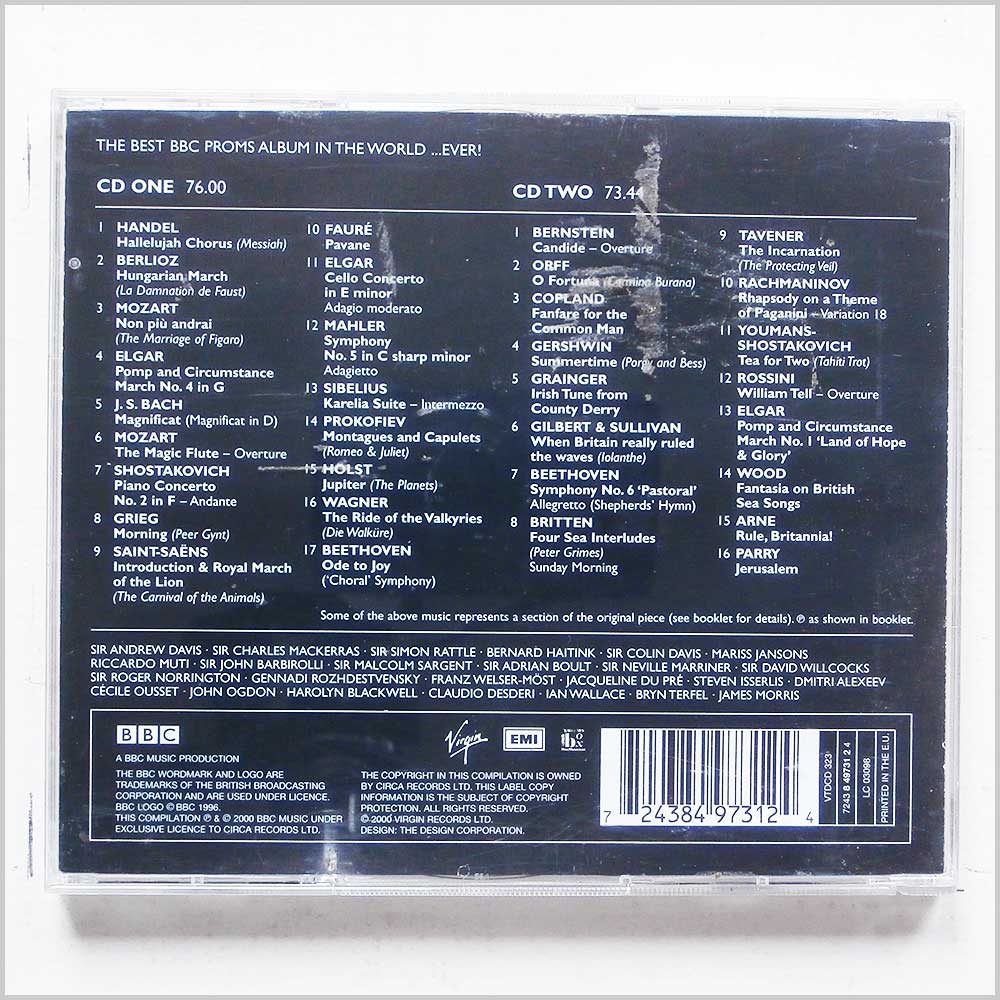 THE BEST BBC PROMS ALBUM IN THE WORLD ...EVER!
CD ONE 76.00
1 HANDEL
Hallelujah Chorus (Messiah)
2 BERLIOZ
Hungarian March
(La Damnation de Faust)
3 MOZART
Non più andrai
(The Marriage of Figaro)
4 ELGAR
Pomp and Circumstance
March No. 4 in G
5 J. S. BACH
Magnificat (Magnificat in D)
6 MOZART
The Magic Flute – Overture
7 SHOSTAKOVICH
Piano Concerto
No. 2 in F – Andante
8 GRIEG
Morning (Peer Gynt)
9 SAINT-SAËNS
Introduction & Royal March
of the Lion
(The Carnival of the Animals)
10 FAURÉ
Pavane
11 ELGAR
Cello Concerto
in E minor
Adagio moderato
12 MAHLER
Symphony
No. 5 in C sharp minor
Adagietto
13 SIBELIUS
Karelia Suite – Intermezzo
14 PROKOFIEV
Montagues and Capulets
(Romeo & Juliet)
15 HOLST
Jupiter (The Planets)
16 WAGNER
The Ride of the Valkyries
(Die Walküre)
17 BEETHOVEN
Ode to Joy
('Choral' Symphony)
CD TWO 73.44
1 BERNSTEIN
Candide – Overture
2 ORFF
O Fortuna (Carmina Burana)
3 COPLAND
Fanfare for the
Common Man
4 GERSHWIN
Summertime (Porgy and Bess)
5 GRAINGER
Irish Tune from
County Derry
6 GILBERT & SULLIVAN
When Britain really ruled
the waves (Iolanthe)
7 BEETHOVEN
Symphony No. 6 'Pastoral'
Allegretto (Shepherds' Hymn)
8 BRITTEN
Four Sea Interludes
(Peter Grimes)
Sunday Morning
9 TAVENER
The Incarnation
(The Protecting Veil)
10 RACHMANINOV
Rhapsody on a Theme
of Paganini – Variation 18
11 YOUMANS-
SHOSTAKOVICH
Tea for Two (Tahiti Trot)
12 ROSSINI
William Tell – Overture
13 ELGAR
Pomp and Circumstance
March No. 1 'Land of Hope
& Glory'
14 WOOD
Fantasia on British
Sea Songs
15 ARNE
Rule, Britannia!
16 PARRY
Jerusalem
Some of the above music represents a section of the original piece (see booklet for details). ℗ as shown in booklet.
SIR ANDREW DAVIS · SIR CHARLES MACKERRAS · SIR SIMON RATTLE · BERNARD HAITINK · SIR COLIN DAVIS · MARISS JANSONS
RICCARDO MUTI · SIR JOHN BARBIROLLI · SIR MALCOLM SARGENT · SIR ADRIAN BOULT · SIR NEVILLE MARRINER · SIR DAVID WILLCOCKS
SIR ROGER NORRINGTON · GENNADI ROZHDESTVENSKY · FRANZ WELSER-MÖST · JACQUELINE DU PRÉ · STEVEN ISSERLIS · DMITRI ALEXEEV
CÉCILE OUSSET · JOHN OGDON · HAROLYN BLACKWELL · CLAUDIO DESDERI · IAN WALLACE · BRYN TERFEL · JAMES MORRIS
BBC
A BBC MUSIC PRODUCTION
THE BBC WORDMARK AND LOGO ARE
TRADEMARKS OF THE BRITISH BROADCASTING
CORPORATION AND ARE USED UNDER LICENCE.
BBC LOGO © BBC 1996.
THIS COMPILATION ℗ & © 2000 BBC MUSIC UNDER
EXCLUSIVE LICENCE TO CIRCA RECORDS LTD.
Virgin
EMI
THE COPYRIGHT IN THIS COMPILATION IS OWNED
BY CIRCA RECORDS LTD. THIS LABEL COPY
INFORMATION IS THE SUBJECT OF COPYRIGHT
PROTECTION. ALL RIGHTS RESERVED.
© 2000 VIRGIN RECORDS LTD.
DESIGN: THE DESIGN CORPORATION.
7 24384 97312 4
VTDCD 323
7243 8 49731 2 4
LC 03098
PRINTED IN THE E.U.